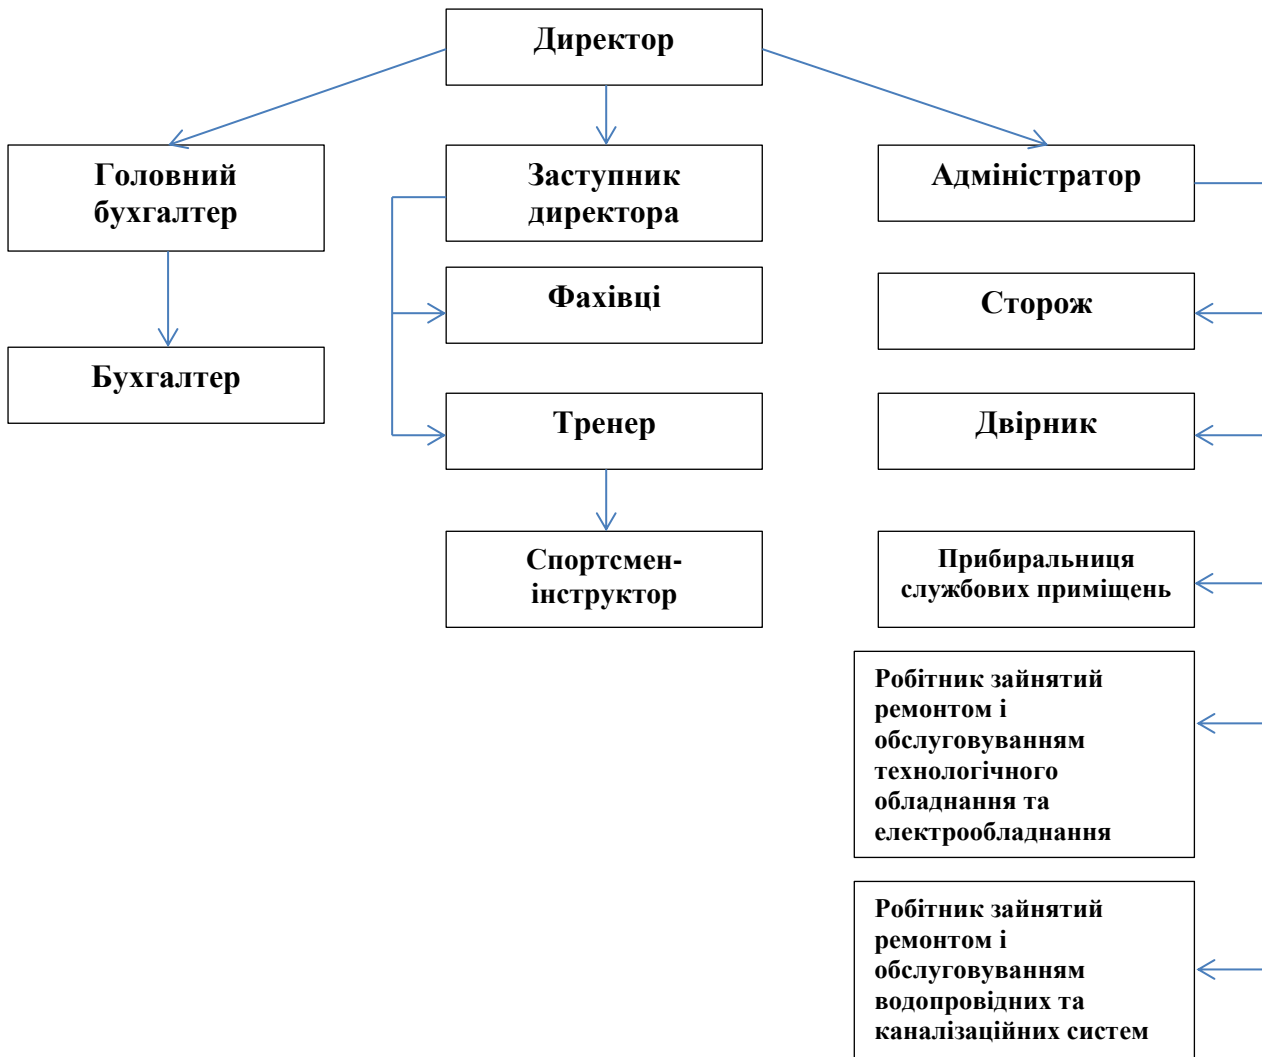 Директор
Головний
бухгалтер
Заступник
директора
Адміністратор
Фахівці
Сторож
Бухгалтер
Тренер
Двірник
Спортсмен-
інструктор
Прибиральниця
службових приміщень
Робітник зайнятий
ремонтом і
обслуговуванням
технологічного
обладнання та
електрообладнання
Робітник зайнятий
ремонтом і
обслуговуванням
водопровідних та
каналізаційних систем